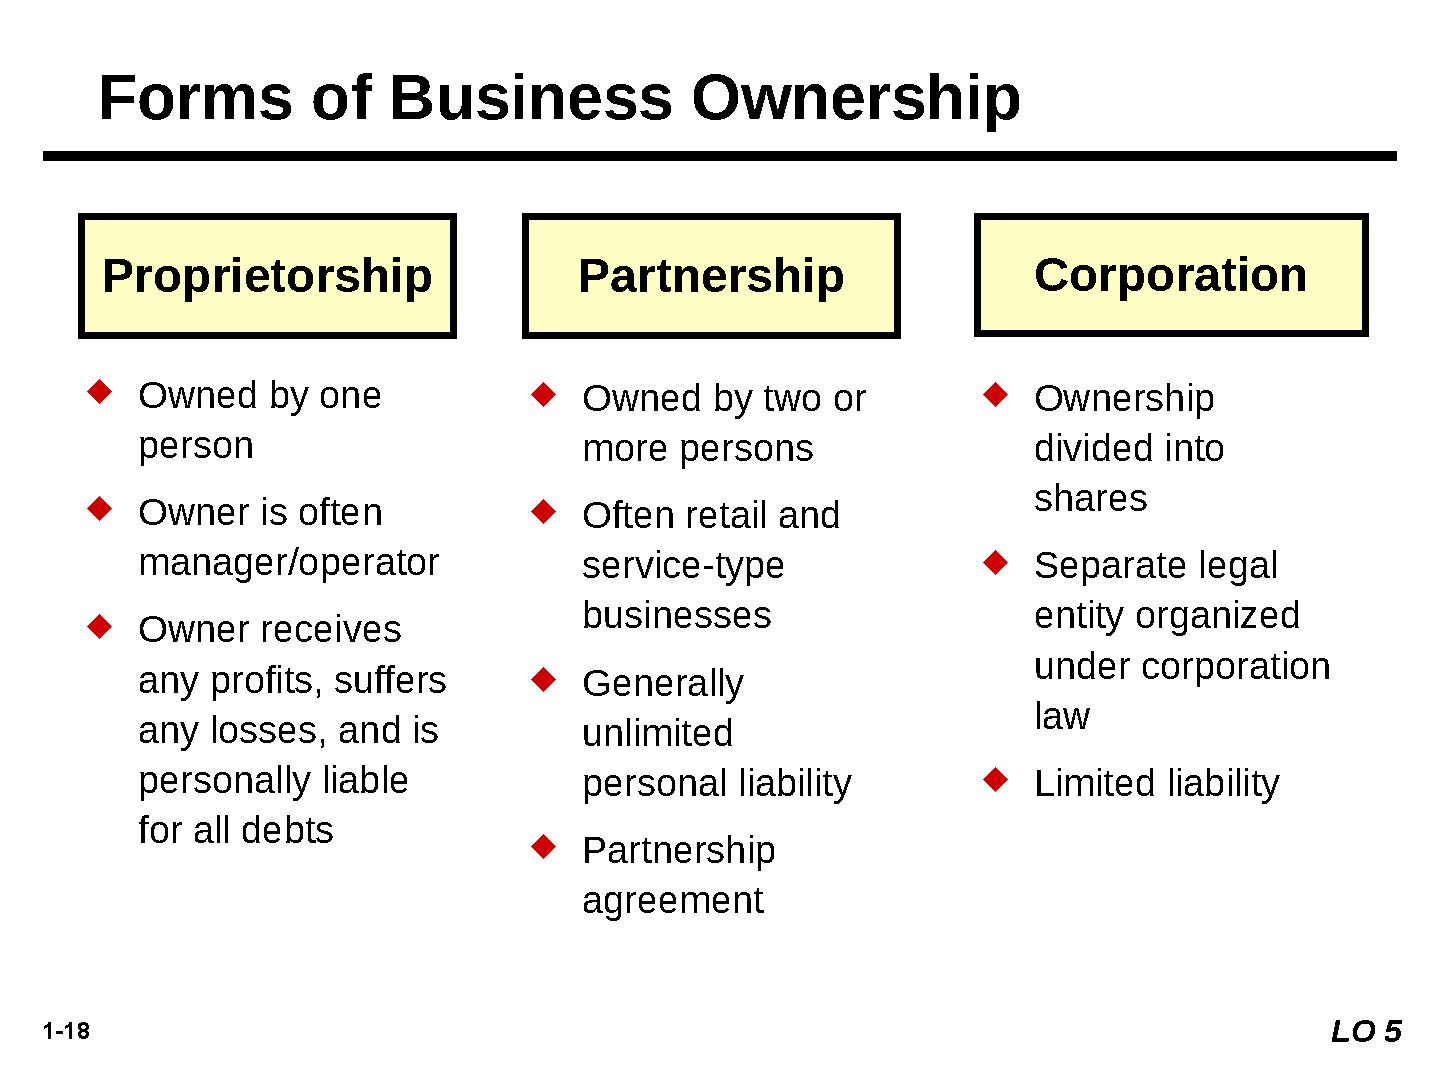 Forms of Business Ownership
Proprietorship
Owned by one
person
Owner is often
manager/operator
Owner receives
any profits, suffers
any losses, and is
personally liable
for all debts
Partnership
Owned by two or
more persons
Often retail and
service-type
businesses
Generally
unlimited
personal liability
Partnership
agreement
Corporation
Ownership
divided into
shares
Separate legal
entity organized
under corporation
law
Limited liability
1-18
LO 5